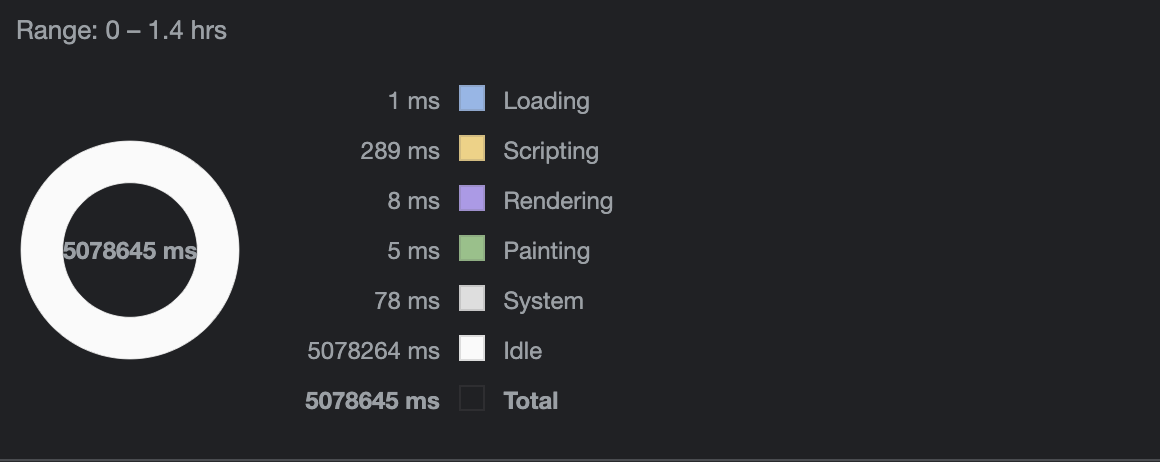 Range: 0 – 1.4 hrs
1 ms Loading
289 ms Scripting
8 ms Rendering
5078645 ms
5 ms Painting
78 ms System
5078264 ms Idle
5078645 ms Total